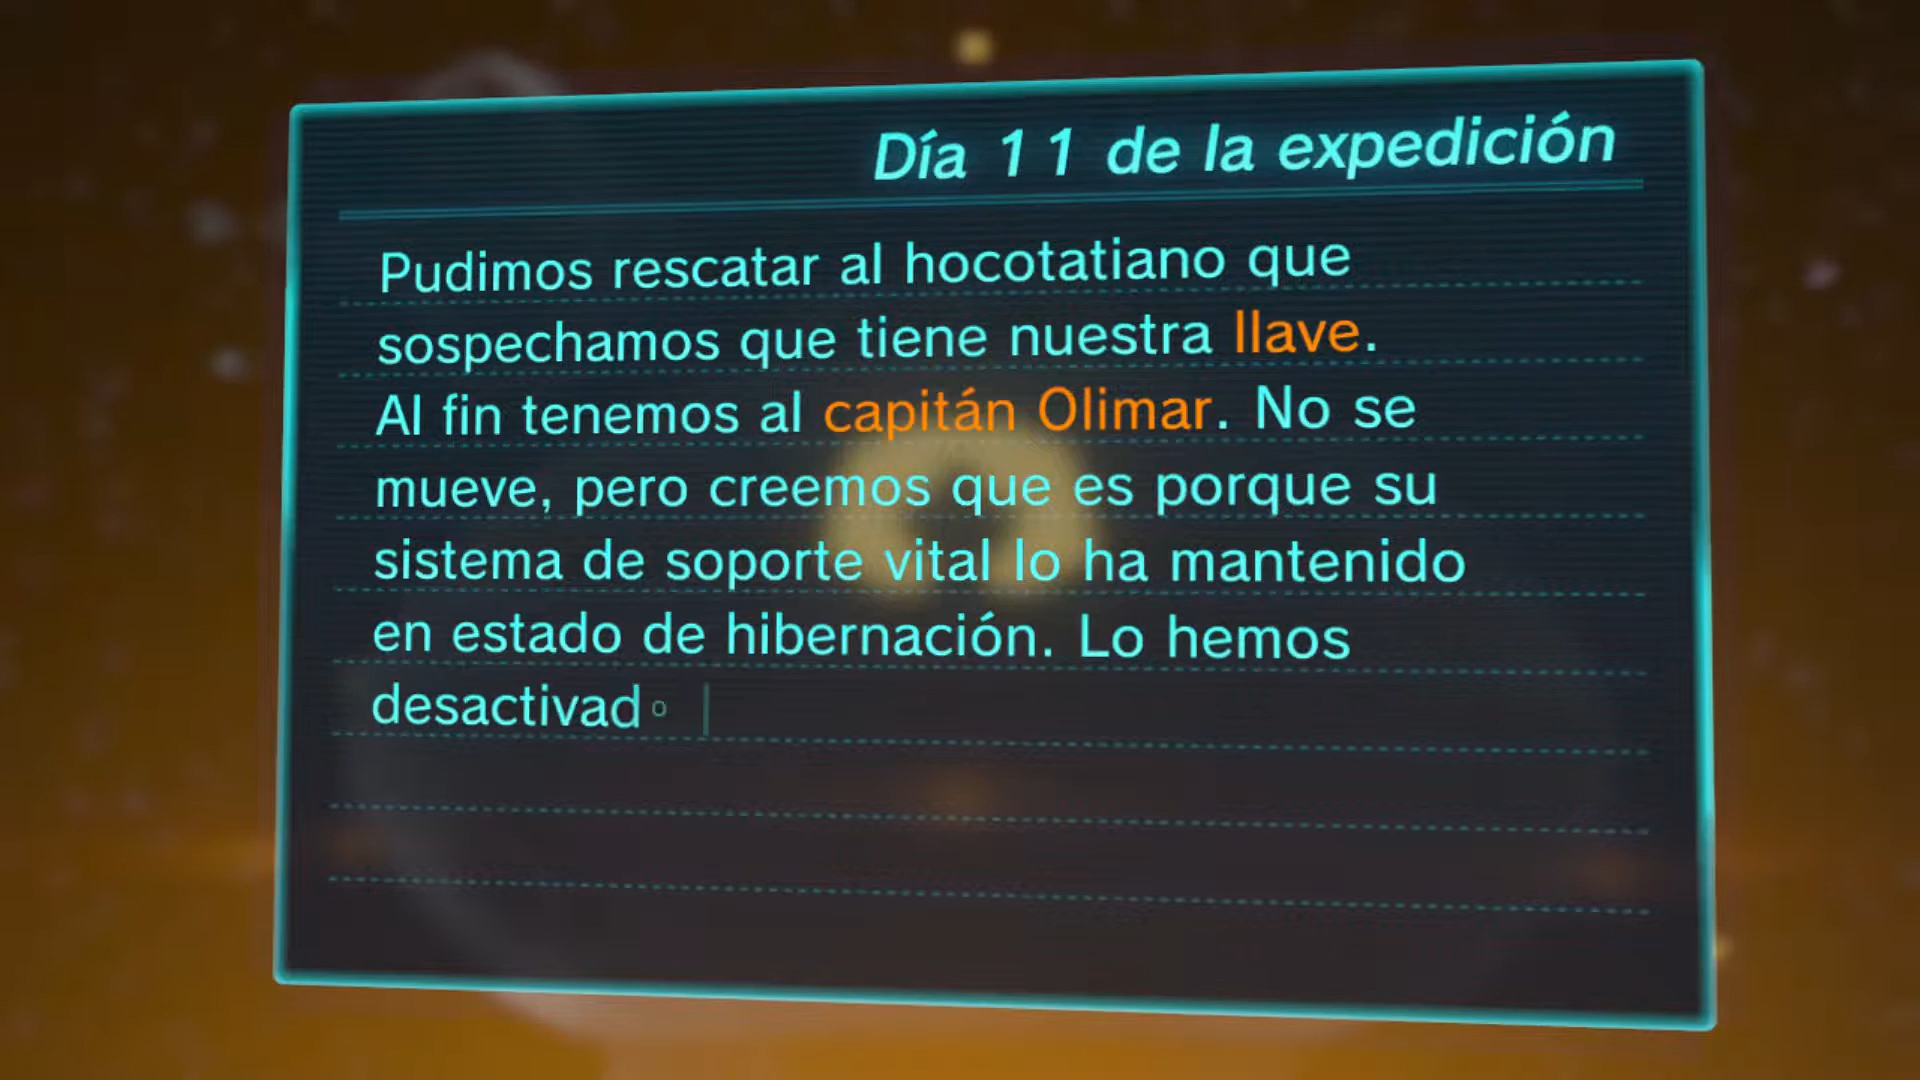 Día 11 de la expedición
Pudimos rescatar al hocotatiano que
sospechamos que tiene nuestra llave.
Al fin tenemos al capitán Olimar. No se
mueve, pero creemos que es porque su
sistema de soporte vital lo ha mantenido
en estado de hibernación. Lo hemos
desactivado